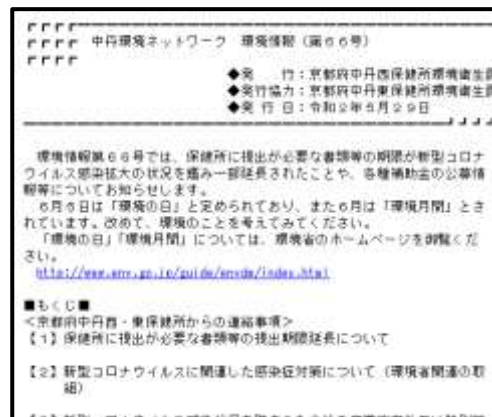 中丹環境ネットワーク 環境情報（第６６号）
◆発 行：京都府中丹西保健所環境衛生課
◆発行協力：京都府中丹東保健所環境衛生課
◆発 行 日：令和２年５月２９日
環境情報第６６号では、保健所に提出が必要な書類等の期限が新型コロナ
ウイルス感染拡大の状況を鑑み一部延長されたことや、各種補助金の公募情
報等についてお知らせします。
６月５日は「環境の日」と定められており、また６月は「環境月間」とさ
れています。改めて、環境のことを考えてみてください。
「環境の日」「環境月間」については、環境省のホームページを御覧くだ
さい。
http://www.env.go.jp/guide/envdm/index.html
■もくじ■
＜京都府中丹西・東保健所からの連絡事項＞
【１】保健所に提出が必要な書類等の提出期限延長について
【２】新型コロナウイルスに関連した感染症対策について（環境省関連の取
組）